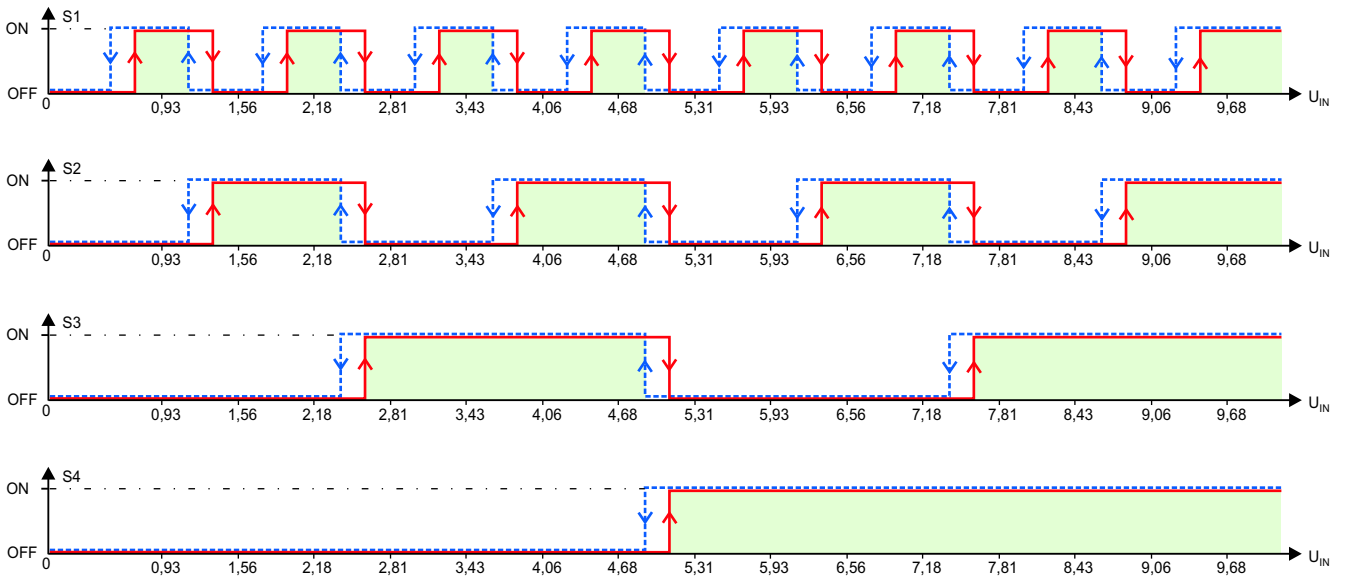 S1
ON
OFF
0 0,93 1,56 2,18 2,81 3,43 4,06 4,68 5,31 5,93 6,56 7,18 7,81 8,43 9,06 9,68 UIN
S2
ON
OFF
0 0,93 1,56 2,18 2,81 3,43 4,06 4,68 5,31 5,93 6,56 7,18 7,81 8,43 9,06 9,68 UIN
S3
ON
OFF
0 0,93 1,56 2,18 2,81 3,43 4,06 4,68 5,31 5,93 6,56 7,18 7,81 8,43 9,06 9,68 UIN
S4
ON
OFF
0 0,93 1,56 2,18 2,81 3,43 4,06 4,68 5,31 5,93 6,56 7,18 7,81 8,43 9,06 9,68 UIN